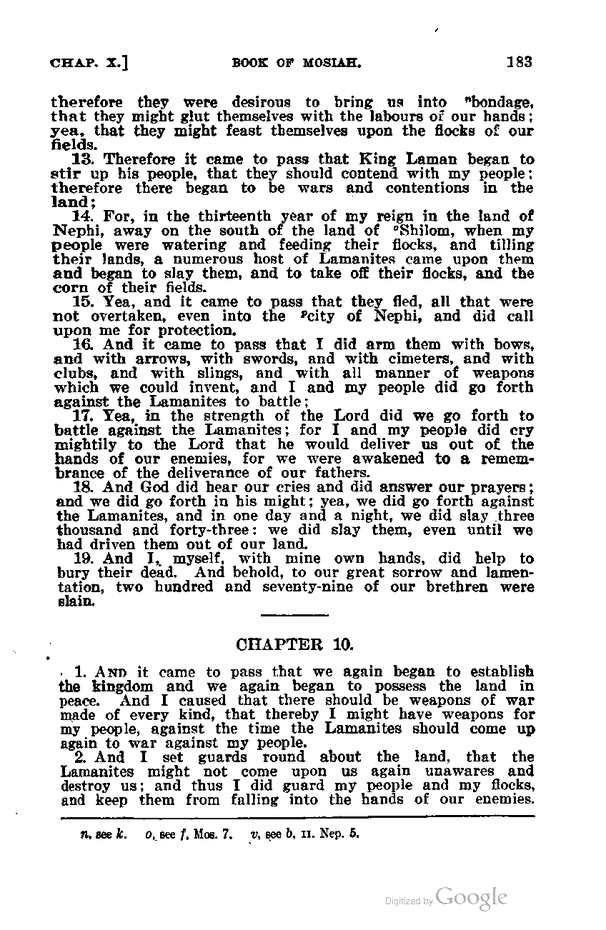 CHAP. X.] BOOK OF MOSIAH. 183
therefore they were desirous to bring us into ⁿbondage,
that they might glut themselves with the labours of our hands;
yea, that they might feast themselves upon the flocks of our
fields.
13. Therefore it came to pass that King Laman began to
stir up his people, that they should contend with my people;
therefore there began to be wars and contentions in the
land;
14. For, in the thirteenth year of my reign in the land of
Nephi, away on the south of the land of ᵒShilom, when my
people were watering and feeding their flocks, and tilling
their lands, a numerous host of Lamanites came upon them
and began to slay them, and to take off their flocks, and the
corn of their fields.
15. Yea, and it came to pass that they fled, all that were
not overtaken, even into the ᵖcity of Nephi, and did call
upon me for protection.
16. And it came to pass that I did arm them with bows,
and with arrows, with swords, and with cimeters, and with
clubs, and with slings, and with all manner of weapons
which we could invent, and I and my people did go forth
against the Lamanites to battle;
17. Yea, in the strength of the Lord did we go forth to
battle against the Lamanites; for I and my people did cry
mightily to the Lord that he would deliver us out of the
hands of our enemies, for we were awakened to a remem-
brance of the deliverance of our fathers.
18. And God did hear our cries and did answer our prayers;
and we did go forth in his might; yea, we did go forth against
the Lamanites, and in one day and a night, we did slay three
thousand and forty-three: we did slay them, even until we
had driven them out of our land.
19. And I, myself, with mine own hands, did help to
bury their dead. And behold, to our great sorrow and lamen-
tation, two hundred and seventy-nine of our brethren were
slain.
CHAPTER 10.
1. AND it came to pass that we again began to establish
the kingdom and we again began to possess the land in
peace. And I caused that there should be weapons of war
made of every kind, that thereby I might have weapons for
my people, against the time the Lamanites should come up
again to war against my people.
2. And I set guards round about the land, that the
Lamanites might not come upon us again unawares and
destroy us; and thus I did guard my people and my flocks,
and keep them from falling into the hands of our enemies.
n, see k. o, see f, Mos. 7. v, see b, II. Nep. 5.
Digitized by Google